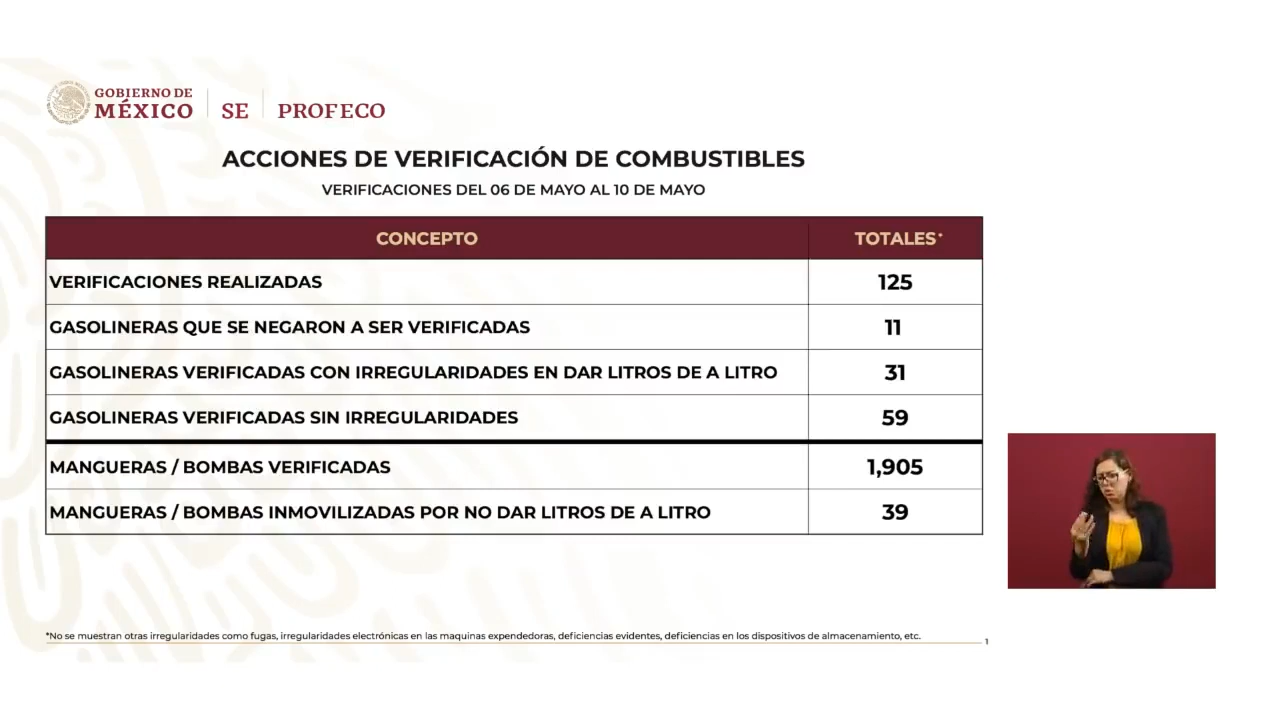 GOBIERNO DE
MÉXICO
SE
PROFECO
ACCIONES DE VERIFICACIÓN DE COMBUSTIBLES
VERIFICACIONES DEL 06 DE MAYO AL 10 DE MAYO
CONCEPTO TOTALES*
VERIFICACIONES REALIZADAS 125
GASOLINERAS QUE SE NEGARON A SER VERIFICADAS 11
GASOLINERAS VERIFICADAS CON IRREGULARIDADES EN DAR LITROS DE A LITRO 31
GASOLINERAS VERIFICADAS SIN IRREGULARIDADES 59
MANGUERAS / BOMBAS VERIFICADAS 1,905
MANGUERAS / BOMBAS INMOVILIZADAS POR NO DAR LITROS DE A LITRO 39
*No se muestran otras irregularidades como fugas, irregularidades electrónicas en las maquinas expendedoras, deficiencias evidentes, deficiencias en los dispositivos de almacenamiento, etc.
1